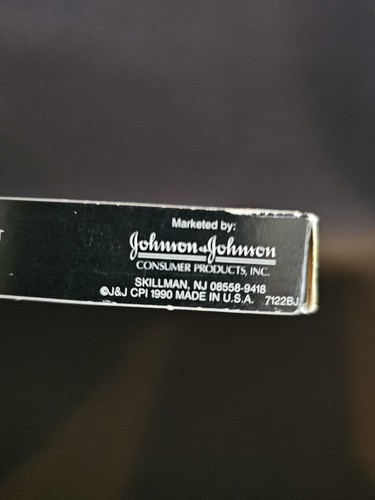 Marketed by:
Johnson & Johnson
CONSUMER PRODUCTS, INC.
SKILLMAN, NJ 08558-9418
©J&J CPI 1990 MADE IN U.S.A. 7122BJ